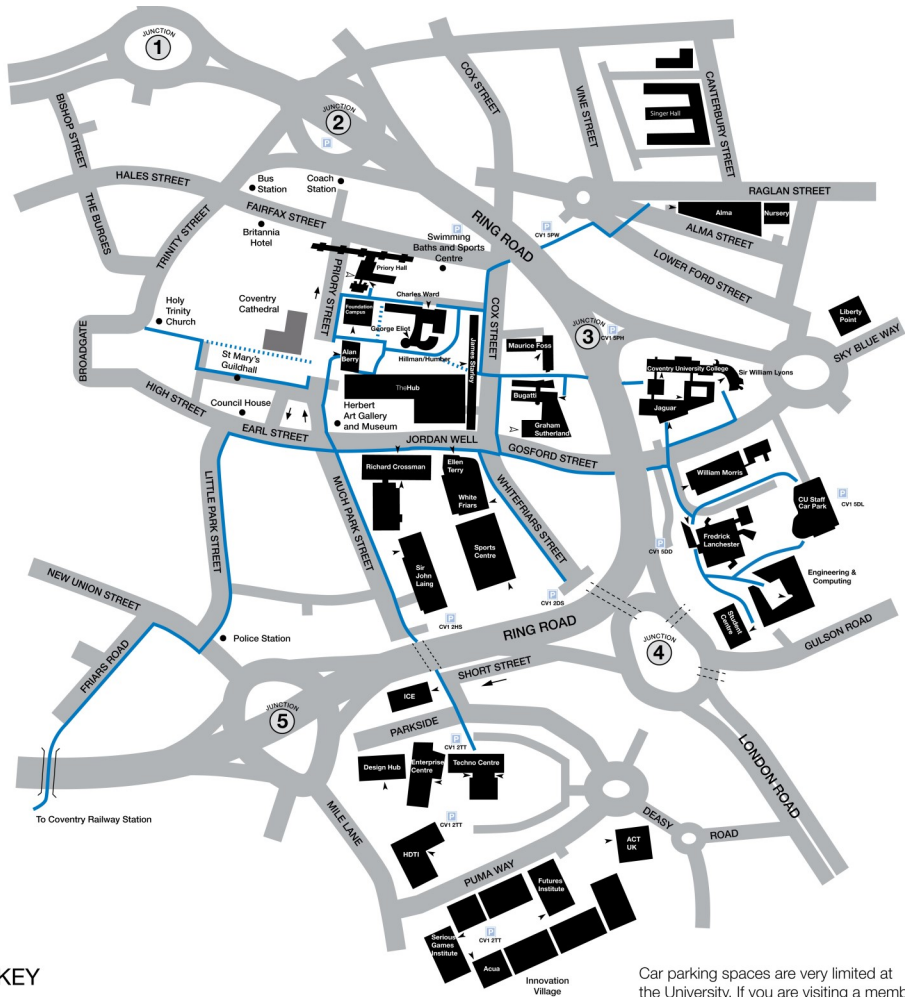 JUNCTION
1
JUNCTION
2
P
BISHOP STREET
COX STREET
VINE STREET
CANTERBURY STREET
Singer Hall
HALES STREET
Bus
Station
Coach
Station
RAGLAN STREET
THE BURGES
TRINITY STREET
FAIRFAX STREET
RING ROAD
P
P
CV1 5PW
Alma
Nursery
ALMA STREET
Britannia
Hotel
Swimming
Baths and Sports
Centre
LOWER FORD STREET
PRIORY STREET
Priory Hall
Holy
Trinity
Church
Coventry
Cathedral
Charles Ward
Foundation
Campus
George Eliot
COX STREET
Liberty
Point
JUNCTION
3
P
CV1 5PH
SKY BLUE WAY
BROADGATE
St Mary's
Guildhall
Alan
Berry
Hillman/Humber
James Starley
Maurice Foss
Coventry University College
Sir William Lyons
HIGH STREET
Council House
TheHub
Bugatti
Jaguar
Herbert
Art Gallery
and Museum
Graham
Sutherland
EARL STREET
JORDAN WELL
GOSFORD STREET
Richard Crossman
Ellen
Terry
White
Friars
WHITEFRIARS STREET
William Morris
LITTLE PARK STREET
MUCH PARK STREET
CU Staff
Car Park
P
CV1 5DL
Fredrick
Lanchester
Sports
Centre
P
CV1 5DD
Sir
John
Laing
Engineering &
Computing
NEW UNION STREET
P
CV1 2DS
Student
Centre
P
CV1 2HS
RING ROAD
GULSON ROAD
FRIARS ROAD
Police Station
JUNCTION
4
SHORT STREET
ICE
JUNCTION
5
PARKSIDE
P
CV1 2TT
Design Hub
Enterprise
Centre
Techno Centre
LONDON ROAD
To Coventry Railway Station
MILE LANE
P
CV1 2TT
DEASY
ROAD
HDTI
ACT
UK
PUMA WAY
Futures
Institute
Serious
Games
Institute
P
CV1 2TT
Acua
Innovation
Village
KEY
Car parking spaces are very limited at
the University. If you are visiting a memb